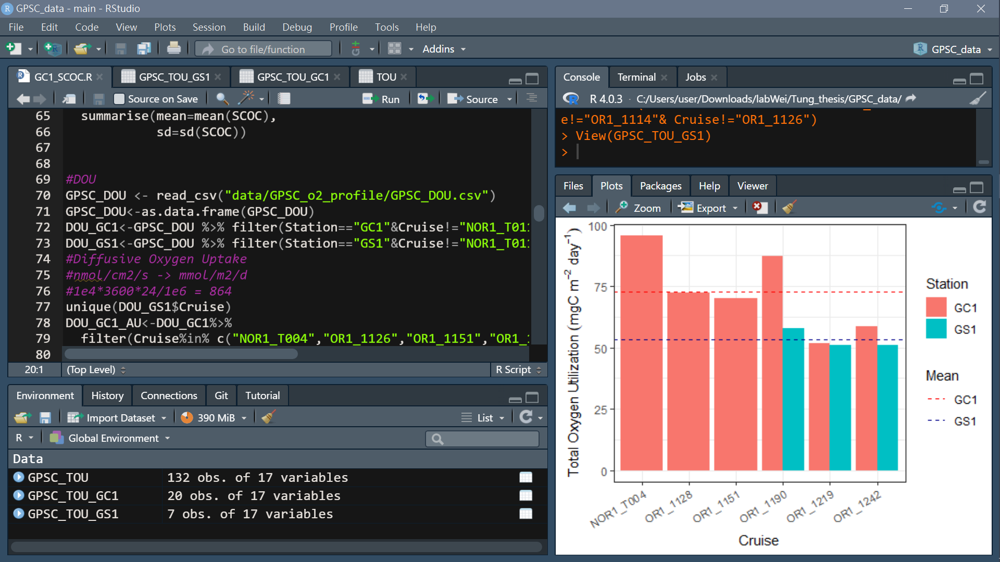 GPSC_data - main - RStudio
File Edit Code View Plots Session Build Debug Profile Tools Help
Go to file/function Addins GPSC_data
GC1_SCOC.R GPSC_TOU_GS1 GPSC_TOU_GC1 TOU
Source on Save Run Source
65 summarise(mean=mean(SCOC),
66 sd=sd(SCOC))
67
68
69 #DOU
70 GPSC_DOU <- read_csv("data/GPSC_o2_profile/GPSC_DOU.csv")
71 GPSC_DOU<-as.data.frame(GPSC_DOU)
72 DOU_GC1<-GPSC_DOU %>% filter(Station=="GC1"&Cruise!="NOR1_T01
73 DOU_GS1<-GPSC_DOU %>% filter(Station=="GS1"&Cruise!="NOR1_T01
74 #Diffusive Oxygen Uptake
75 #nmol/cm2/s -> mmol/m2/d
76 #1e4*3600*24/1e6 = 864
77 unique(DOU_GS1$Cruise)
78 DOU_GC1_AU<-DOU_GC1%>%
79 filter(Cruise%in% c("NOR1_T004","OR1_1126","OR1_1151","OR1_
80
20:1 (Top Level) R Script
Environment History Connections Git Tutorial
Import Dataset 390 MiB List
R Global Environment
Data
GPSC_TOU 132 obs. of 17 variables
GPSC_TOU_GC1 20 obs. of 17 variables
GPSC_TOU_GS1 7 obs. of 17 variables
Console Terminal Jobs
R 4.0.3 · C:/Users/user/Downloads/labWei/Tung_thesis/GPSC_data/
e!="OR1_1114"& Cruise!="OR1_1126")
> View(GPSC_TOU_GS1)
>
Files Plots Packages Help Viewer
Zoom Export
Total Oxygen Utilization (mgC m⁻² day⁻¹)
100
75
50
25
0
NOR1_T004 OR1_1128 OR1_1151 OR1_1190 OR1_1219 OR1_1242
Cruise
Station
GC1
GS1
Mean
GC1
GS1